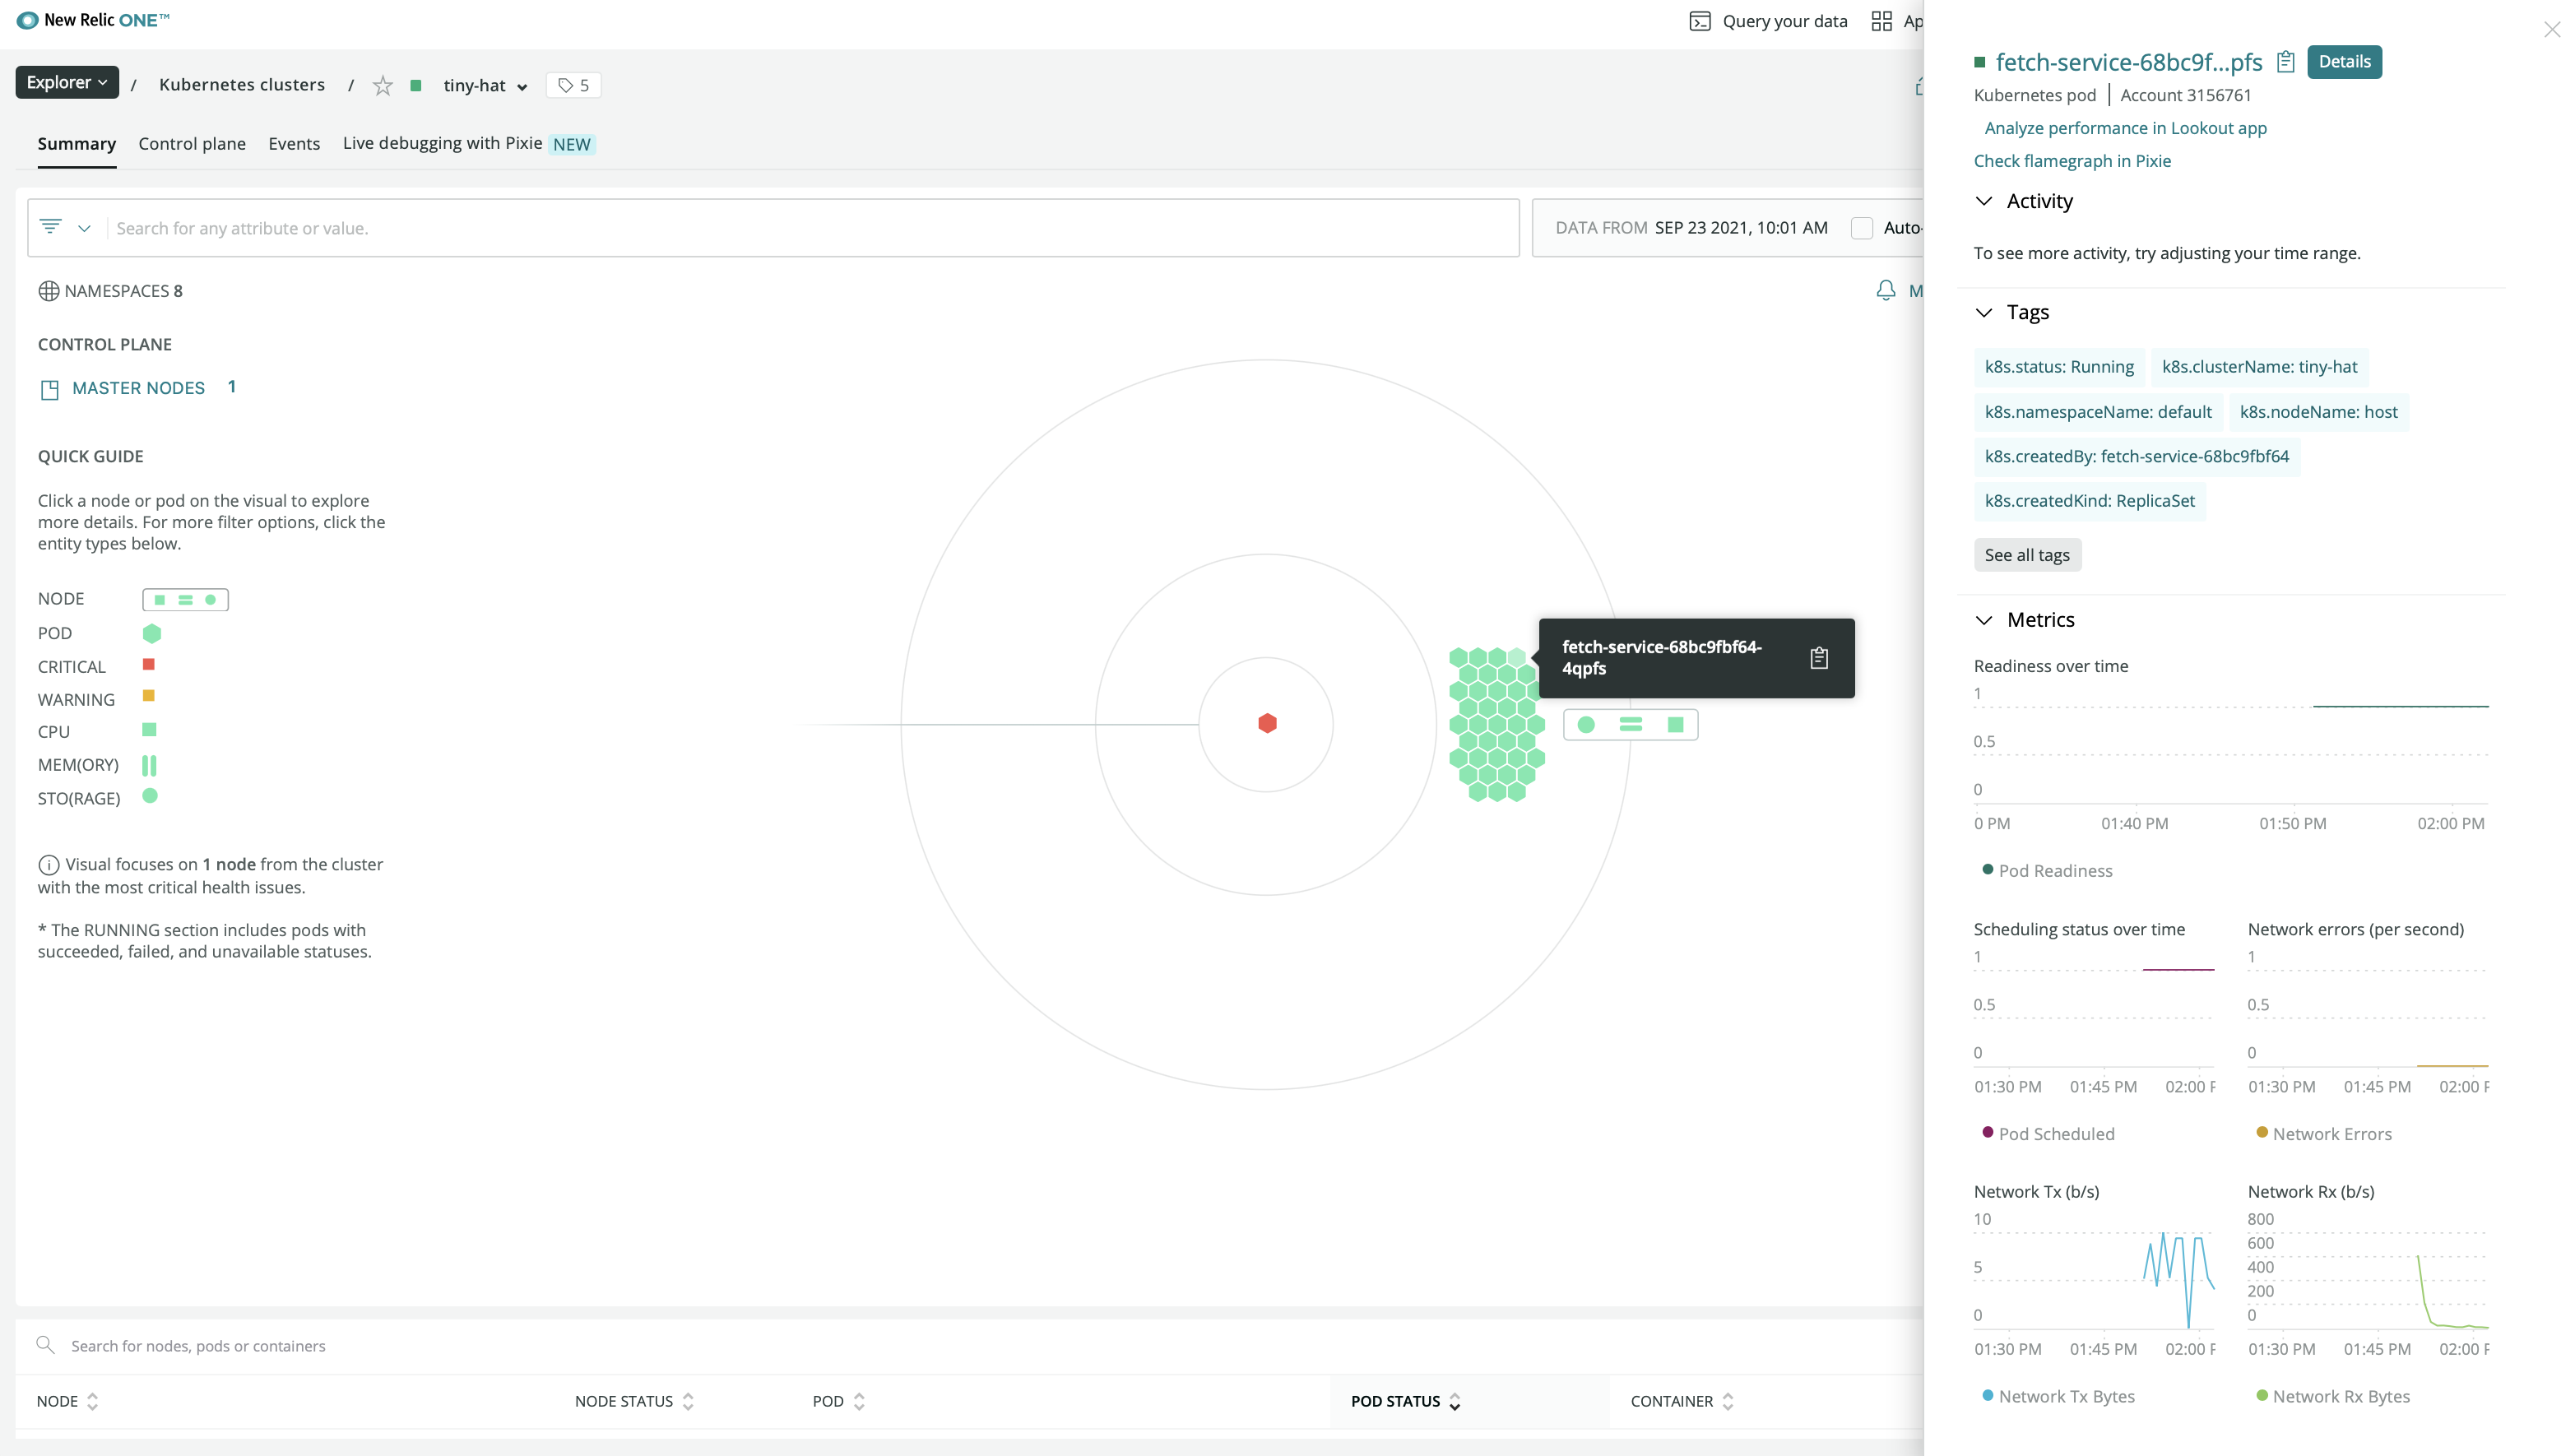 New Relic ONE™
Query your data
Explorer / Kubernetes clusters / tiny-hat 5
Summary Control plane Events Live debugging with Pixie NEW
Search for any attribute or value.
DATA FROM SEP 23 2021, 10:01 AM Auto-
NAMESPACES 8
CONTROL PLANE
MASTER NODES 1
QUICK GUIDE
Click a node or pod on the visual to explore
more details. For more filter options, click the
entity types below.
NODE
POD
CRITICAL
WARNING
CPU
MEM(ORY)
STO(RAGE)
Visual focuses on 1 node from the cluster
with the most critical health issues.
* The RUNNING section includes pods with
succeeded, failed, and unavailable statuses.
fetch-service-68bc9fbf64-
4qpfs
Search for nodes, pods or containers
NODE NODE STATUS POD POD STATUS CONTAINER
fetch-service-68bc9f...pfs Details
Kubernetes pod | Account 3156761
Analyze performance in Lookout app
Check flamegraph in Pixie
Activity
To see more activity, try adjusting your time range.
Tags
k8s.status: Running k8s.clusterName: tiny-hat
k8s.namespaceName: default k8s.nodeName: host
k8s.createdBy: fetch-service-68bc9fbf64
k8s.createdKind: ReplicaSet
See all tags
Metrics
Readiness over time
1
0.5
0
0 PM 01:40 PM 01:50 PM 02:00 PM
Pod Readiness
Scheduling status over time
1
0.5
0
01:30 PM 01:45 PM 02:00 P
Pod Scheduled
Network errors (per second)
1
0.5
0
01:30 PM 01:45 PM 02:00 P
Network Errors
Network Tx (b/s)
10
5
0
01:30 PM 01:45 PM 02:00 P
Network Tx Bytes
Network Rx (b/s)
800
600
400
200
0
01:30 PM 01:45 PM 02:00 P
Network Rx Bytes